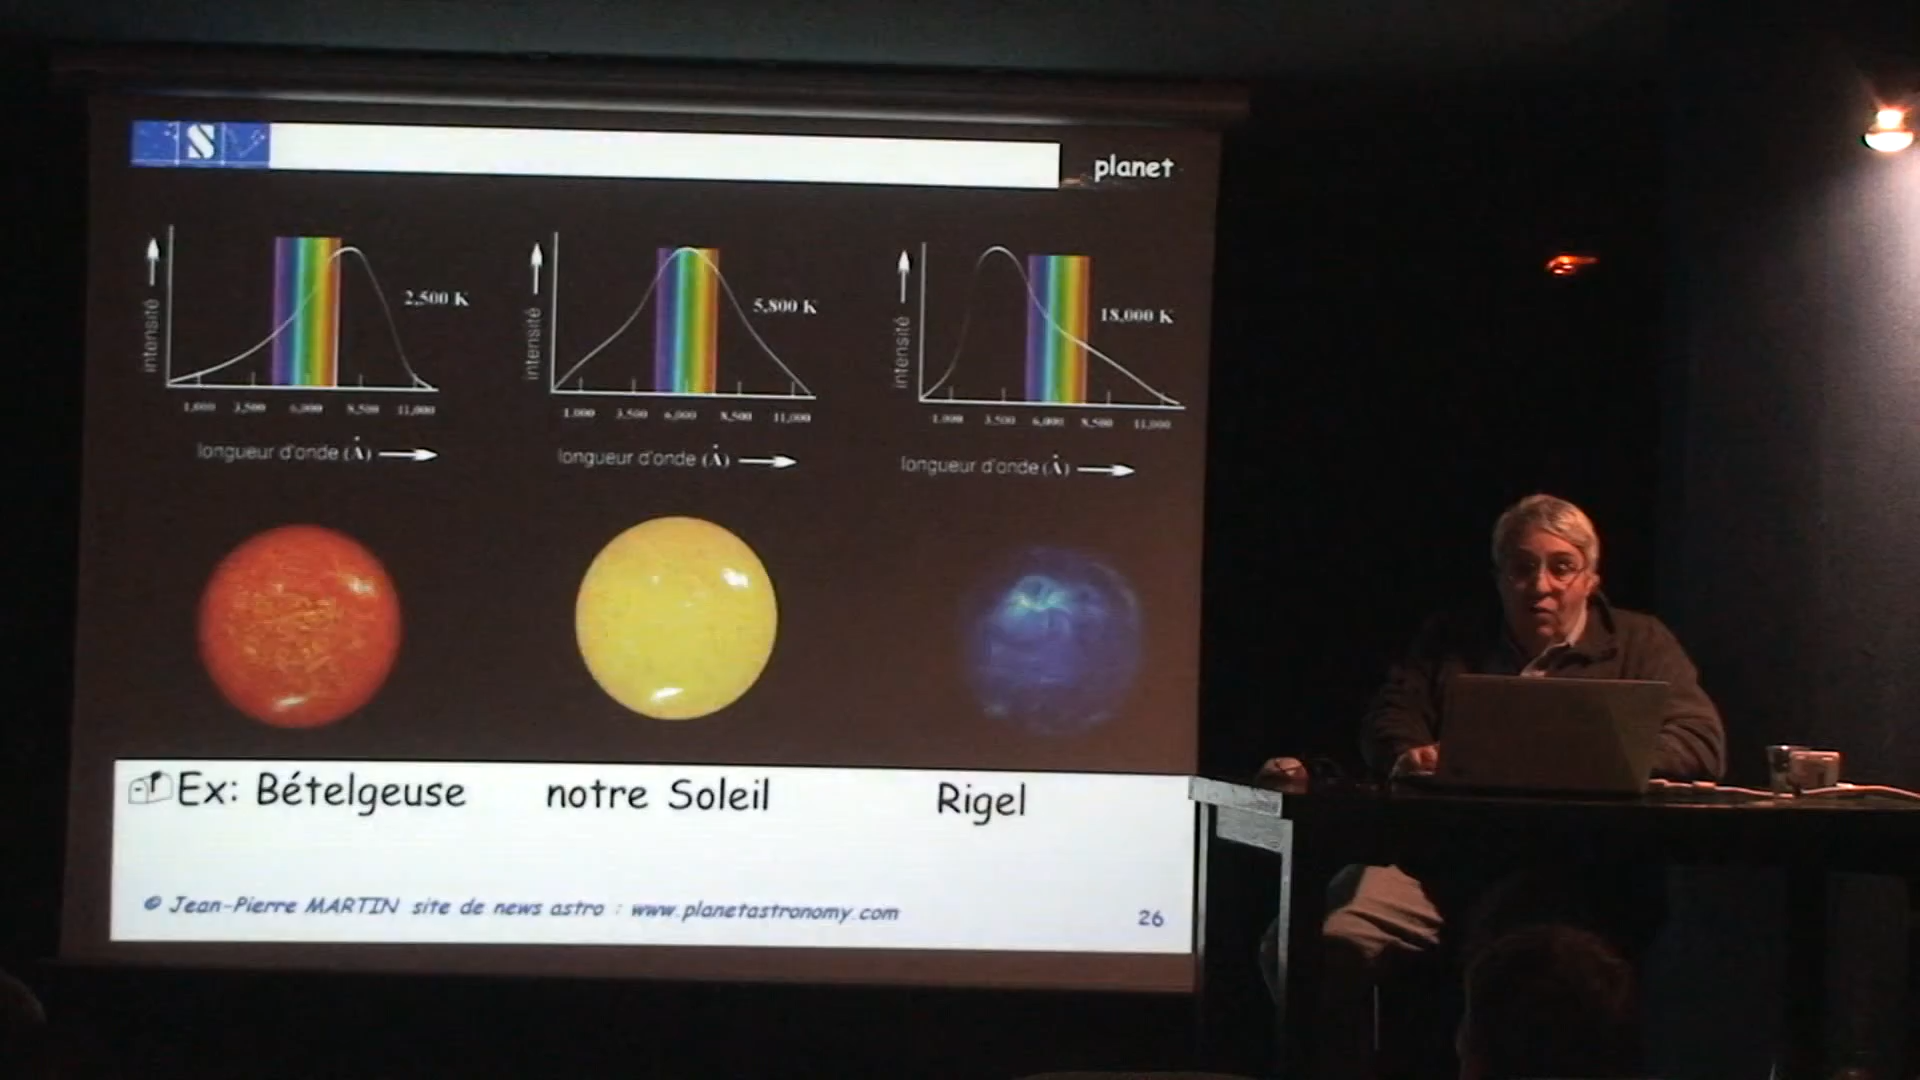 S
planet
intensité
2,500 K
1,000 3,500 6,000 8,500 11,000
longueur d'onde (Å)
intensité
5,800 K
1,000 3,500 6,000 8,500 11,000
longueur d'onde (Å)
intensité
18,000 K
1,000 3,500 6,000 8,500 11,000
longueur d'onde (Å)
Ex: Bételgeuse notre Soleil Rigel
© Jean-Pierre MARTIN site de news astro : www.planetastronomy.com
26